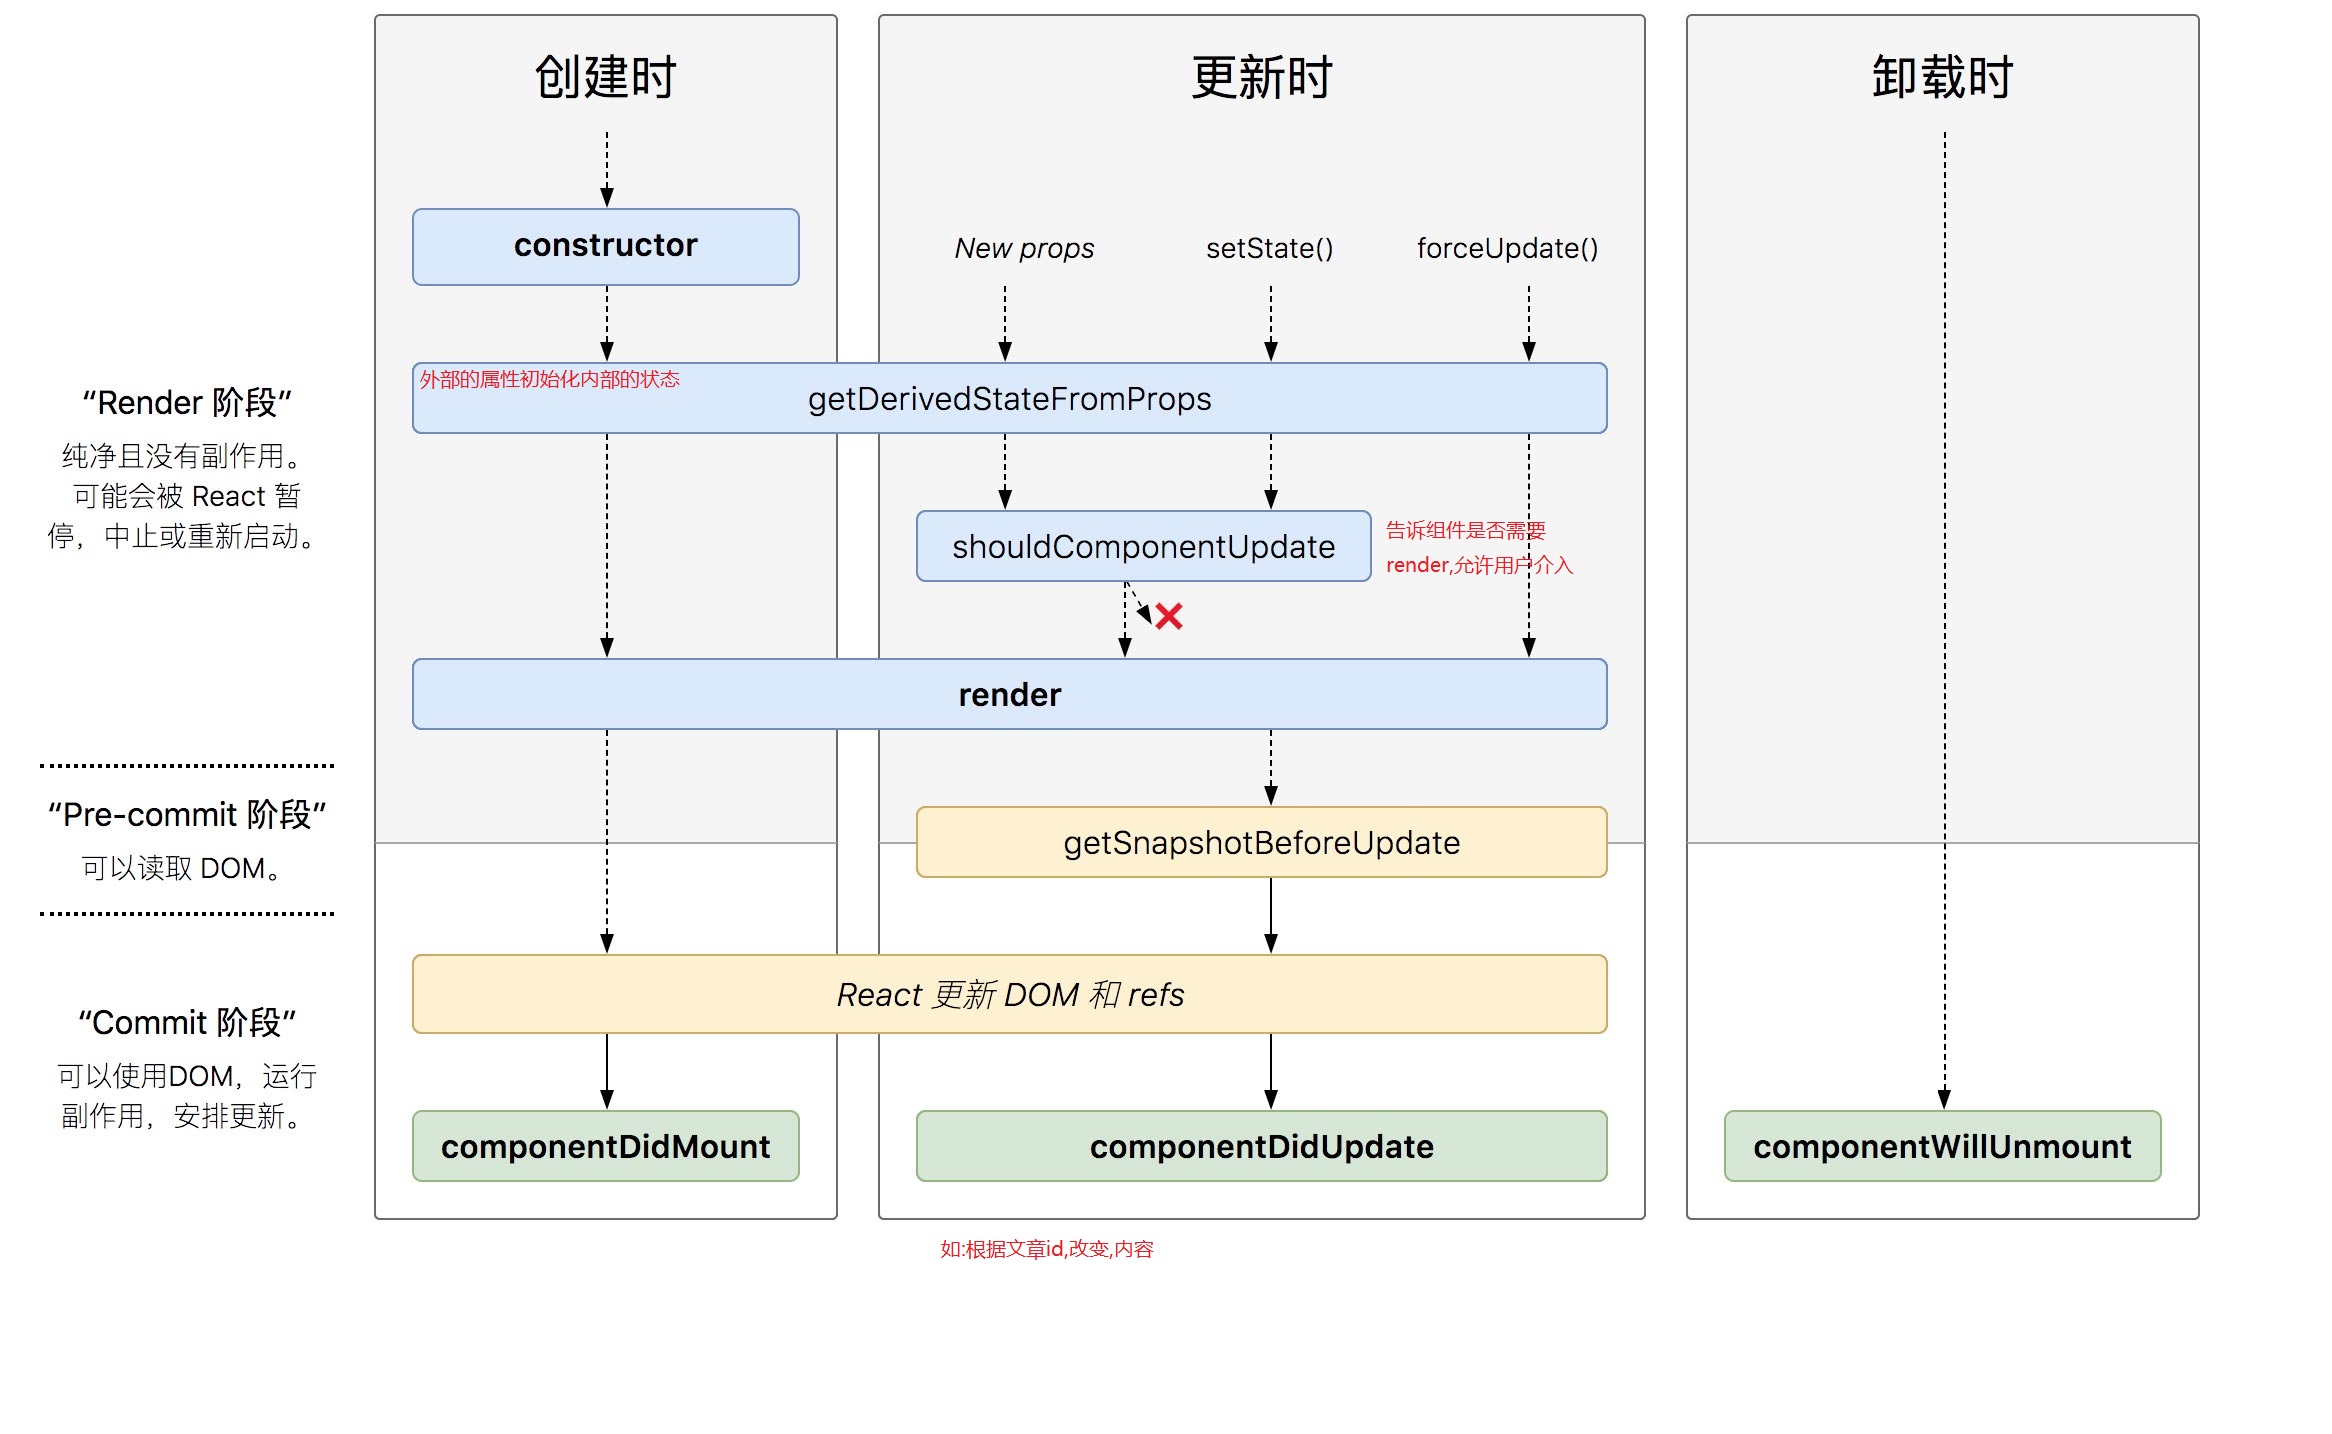 创建时
更新时
卸载时
constructor
New props
setState()
forceUpdate()
外部的属性初始化内部的状态
getDerivedStateFromProps
“Render 阶段”
纯净且没有副作用。
可能会被 React 暂
停，中止或重新启动。
shouldComponentUpdate
告诉组件是否需要
render,允许用户介入
render
“Pre-commit 阶段”
可以读取 DOM。
getSnapshotBeforeUpdate
React 更新 DOM 和 refs
“Commit 阶段”
可以使用DOM，运行
副作用，安排更新。
componentDidMount
componentDidUpdate
componentWillUnmount
如:根据文章id,改变,内容